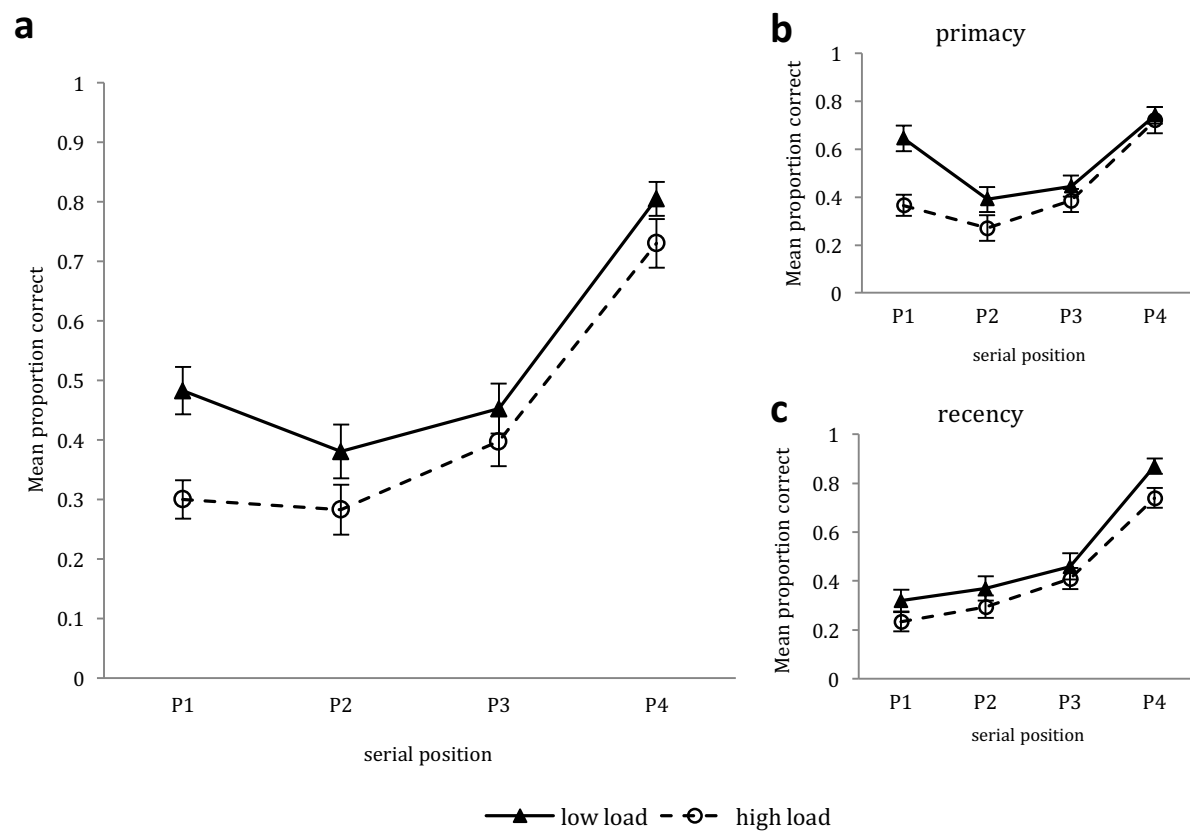 a
Mean proportion correct
1
0.9
0.8
0.7
0.6
0.5
0.4
0.3
0.2
0.1
0
P1 P2 P3 P4
serial position
b
primacy
Mean proportion correct
1
0.8
0.6
0.4
0.2
0
P1 P2 P3 P4
serial position
c
recency
Mean proportion correct
1
0.8
0.6
0.4
0.2
0
P1 P2 P3 P4
serial position
low load high load